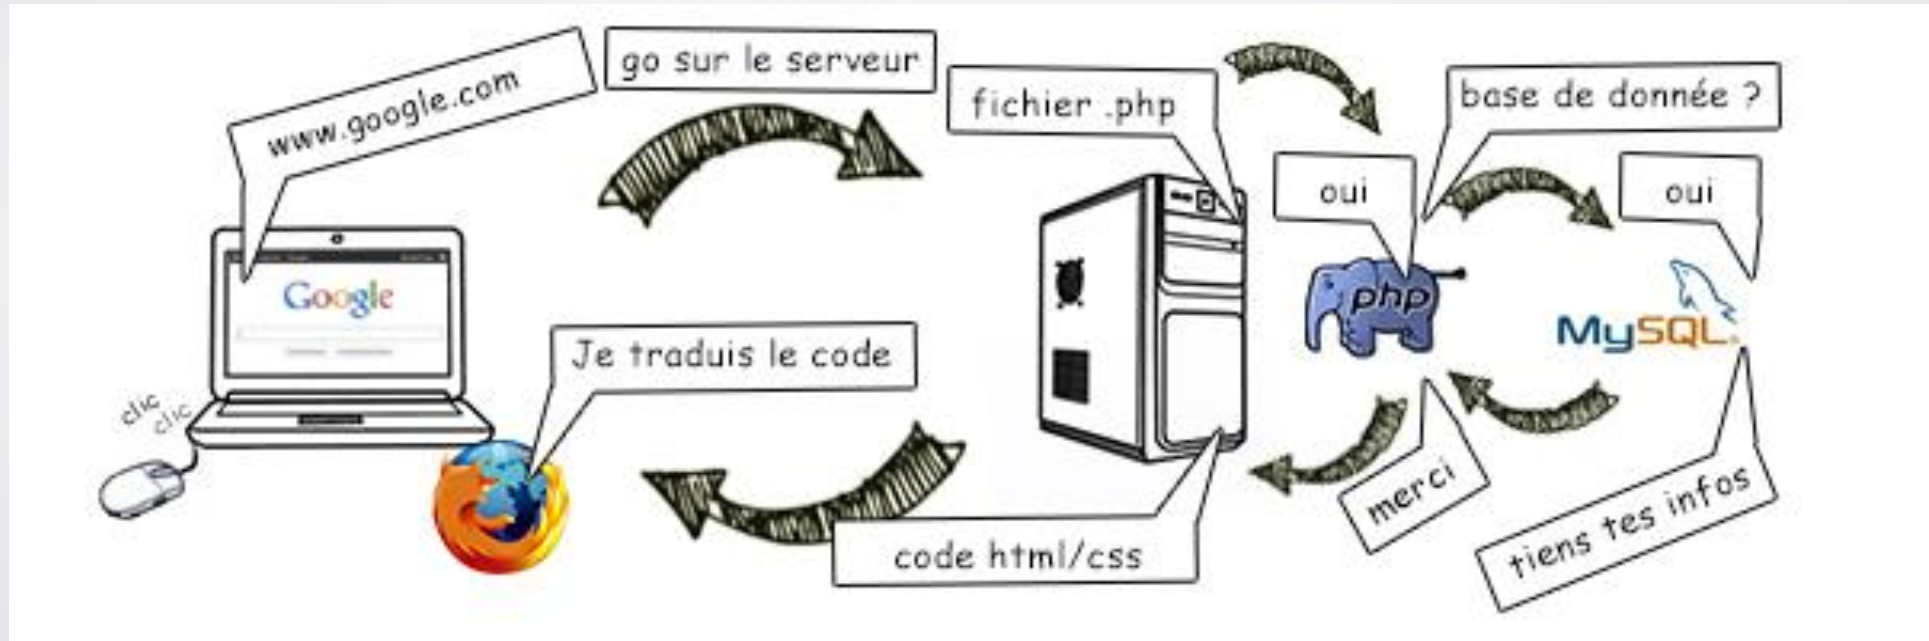 www.google.com
go sur le serveur
fichier .php
base de donnée ?
oui
oui
Google
php
MySQL
Je traduis le code
clic
clic
merci
tiens tes infos
code html/css